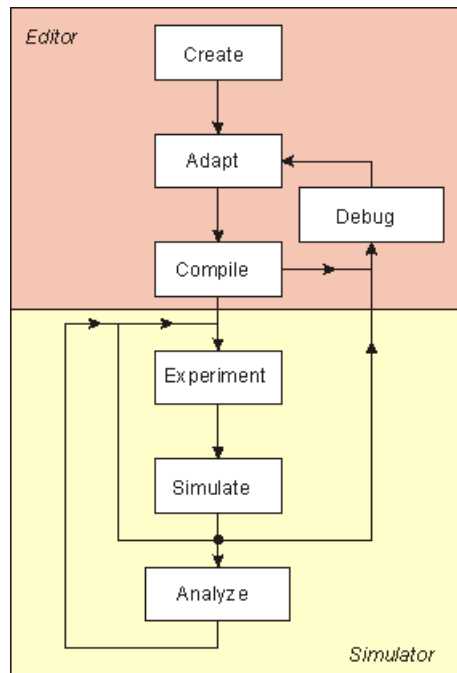 Editor
Create
Adapt
Debug
Compile
Experiment
Simulate
Analyze
Simulator